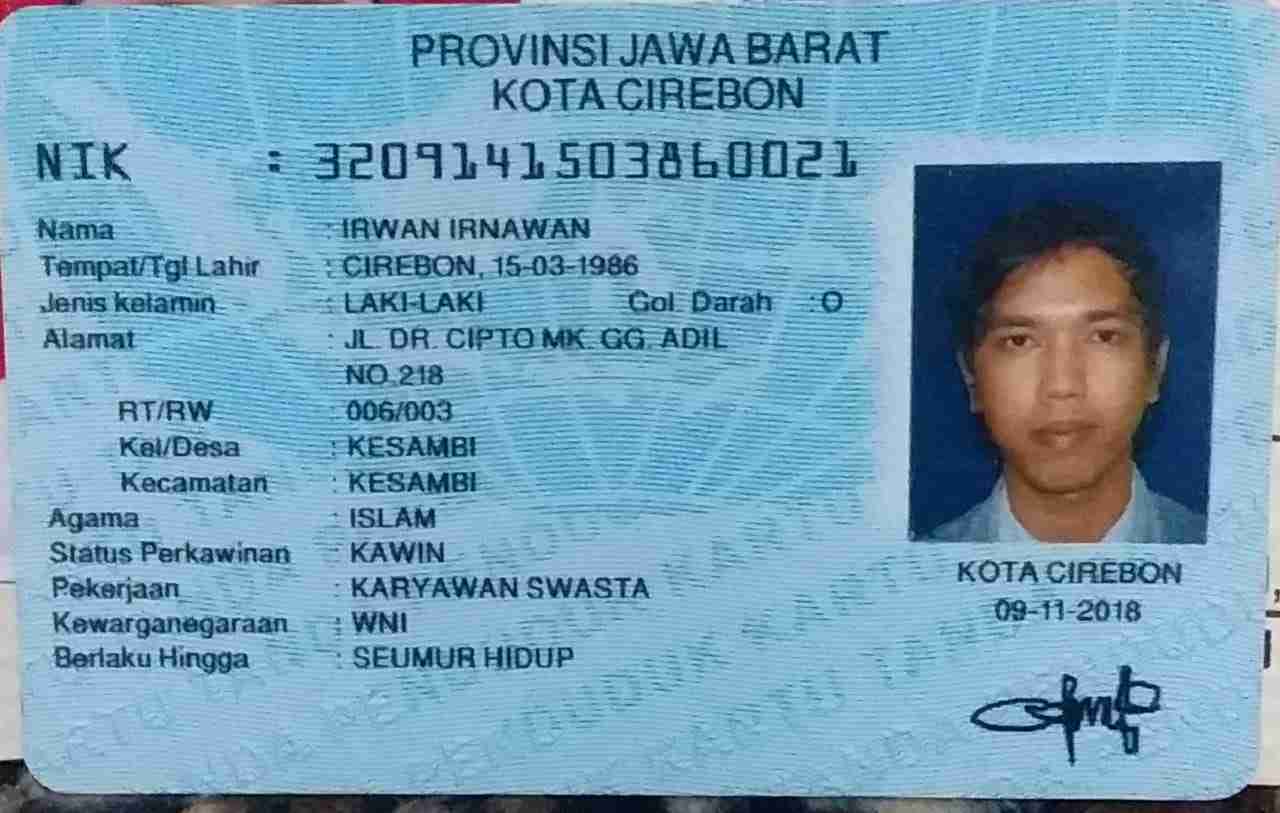 PROVINSI JAWA BARAT
KOTA CIREBON
NIK : 3209141503860021
Nama : IRWAN IRNAWAN
Tempat/Tgl Lahir : CIREBON, 15-03-1986
Jenis kelamin : LAKI-LAKI Gol. Darah : O
Alamat : JL. DR. CIPTO MK. GG. ADIL
NO.218
RT/RW : 006/003
Kel/Desa : KESAMBI
Kecamatan : KESAMBI
Agama : ISLAM
Status Perkawinan : KAWIN
Pekerjaan : KARYAWAN SWASTA
Kewarganegaraan : WNI
Berlaku Hingga : SEUMUR HIDUP
KOTA CIREBON
09-11-2018